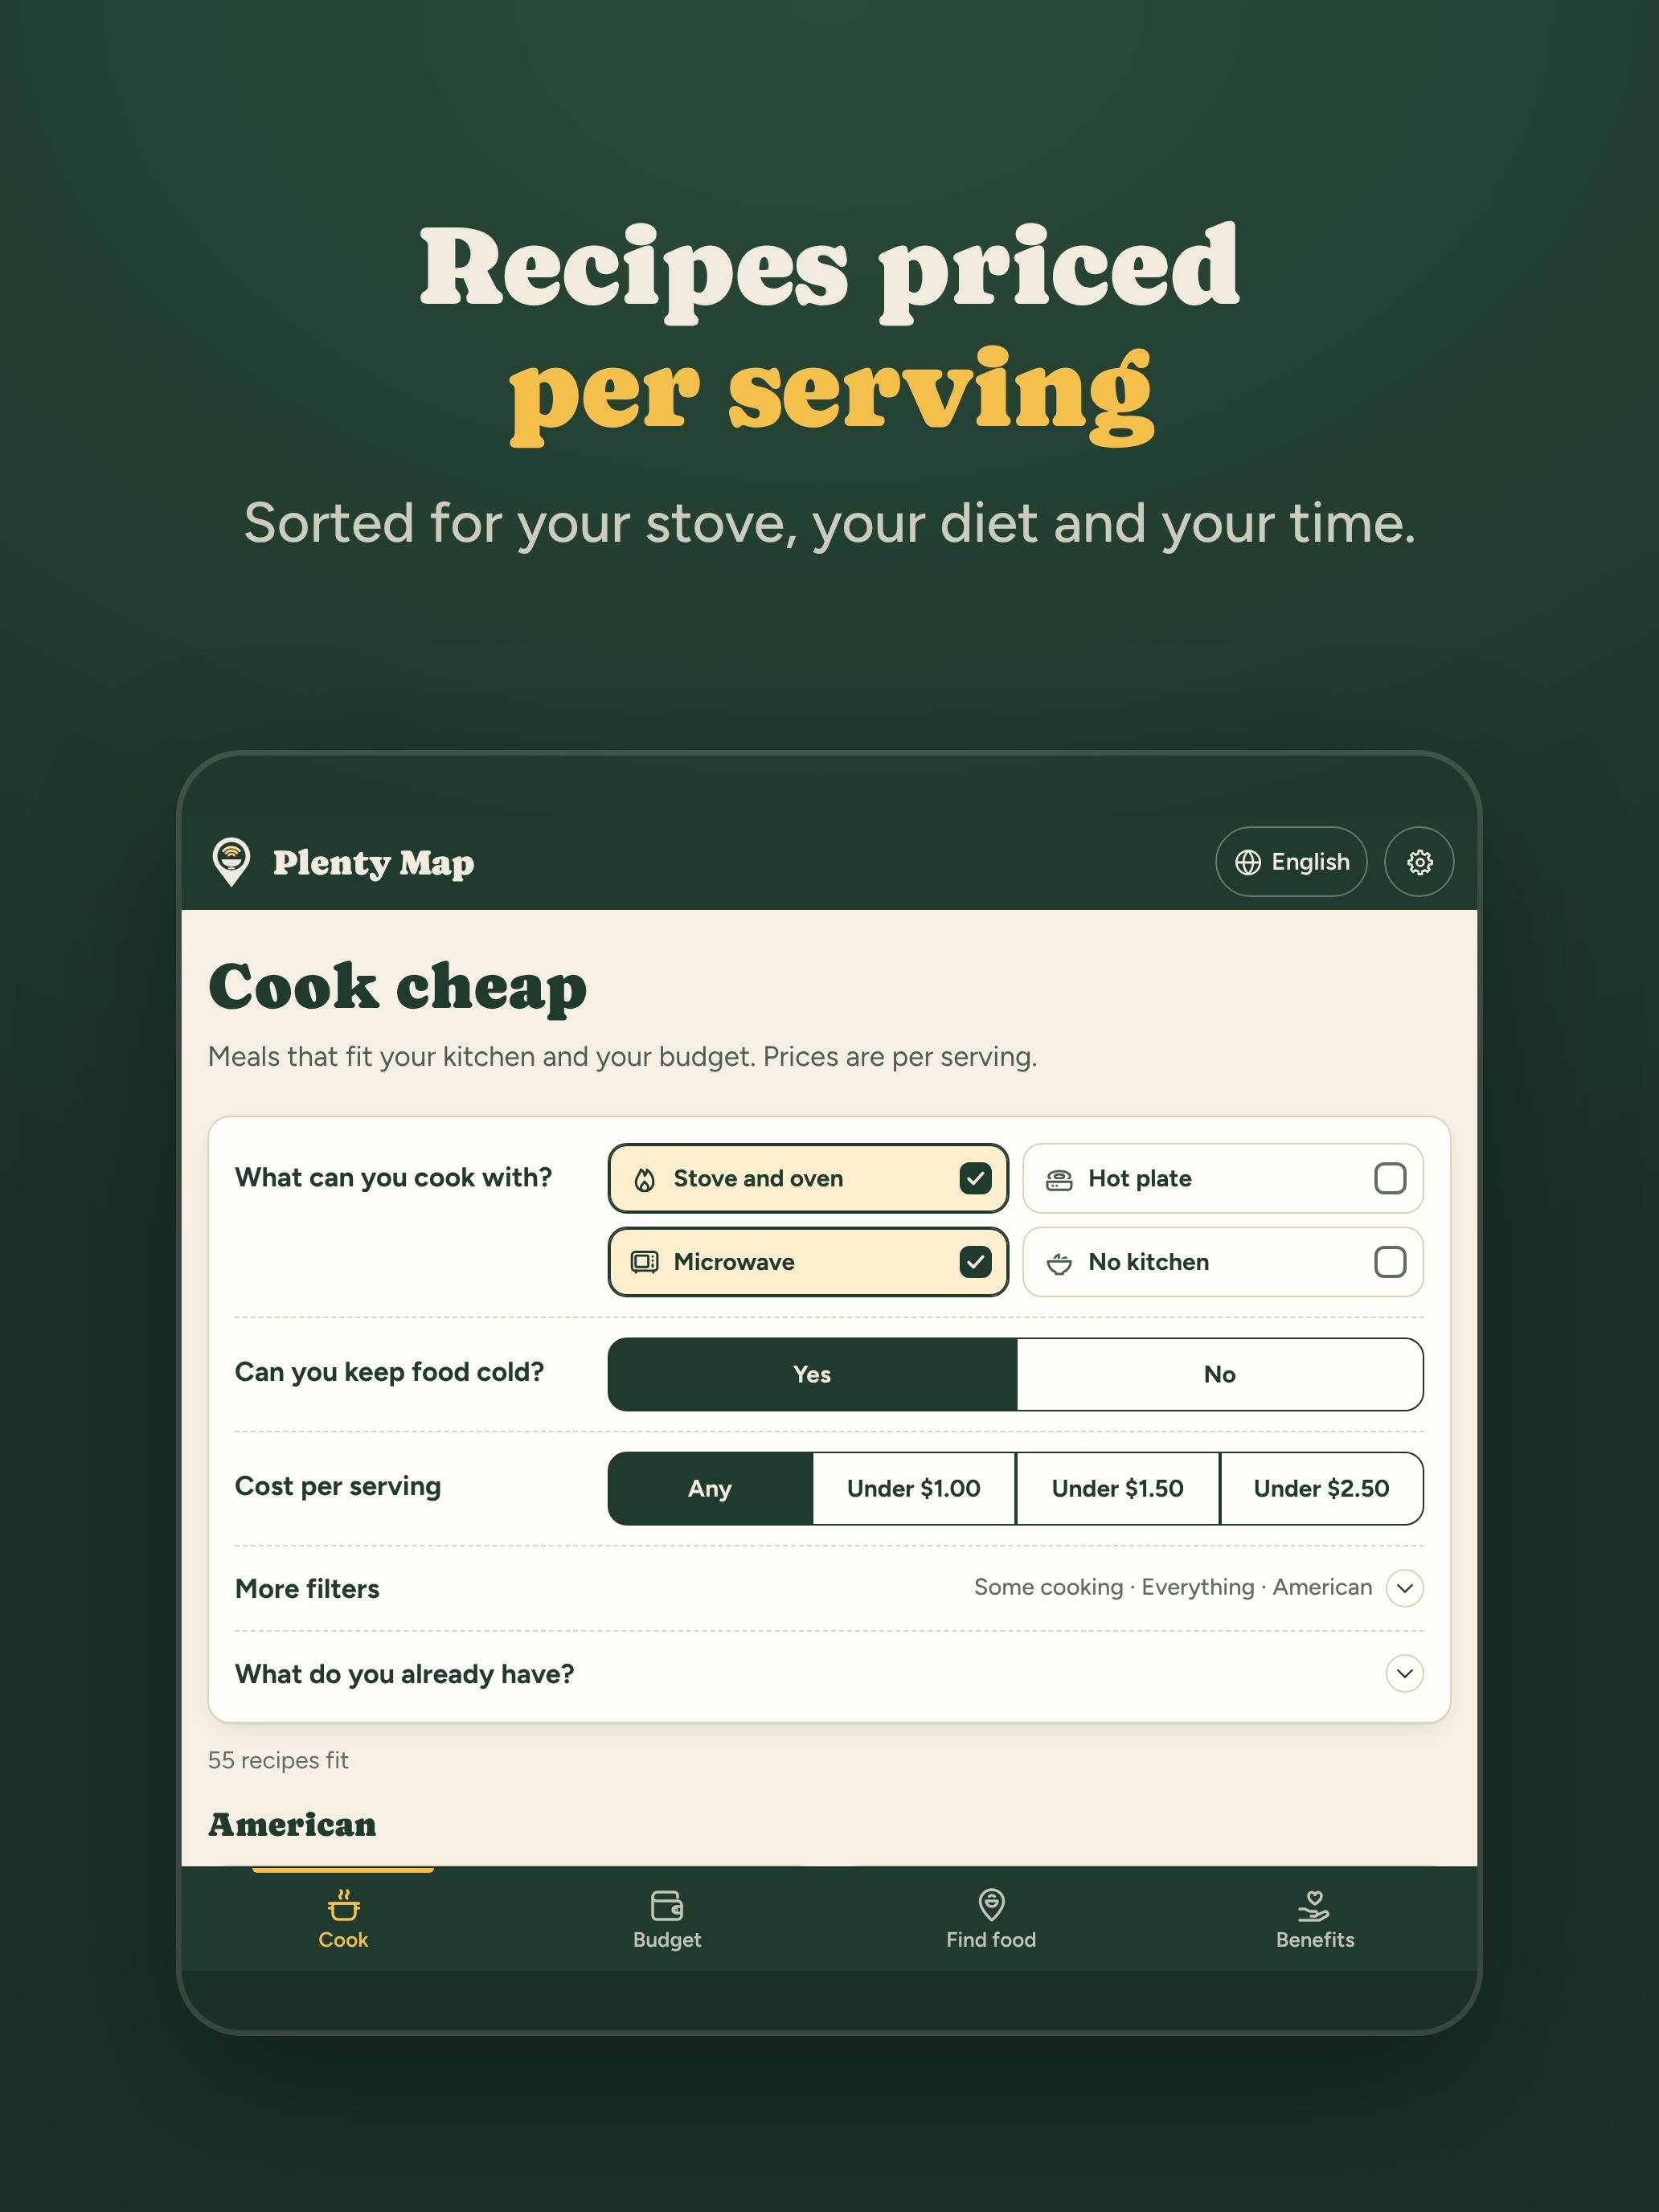 Recipes priced
per serving
Sorted for your stove, your diet and your time.
Plenty Map
English
Cook cheap
Meals that fit your kitchen and your budget. Prices are per serving.
What can you cook with?
Stove and oven
Hot plate
Microwave
No kitchen
Can you keep food cold?
Yes
No
Cost per serving
Any
Under $1.00
Under $1.50
Under $2.50
More filters
Some cooking · Everything · American
What do you already have?
55 recipes fit
American
Cook
Budget
Find food
Benefits